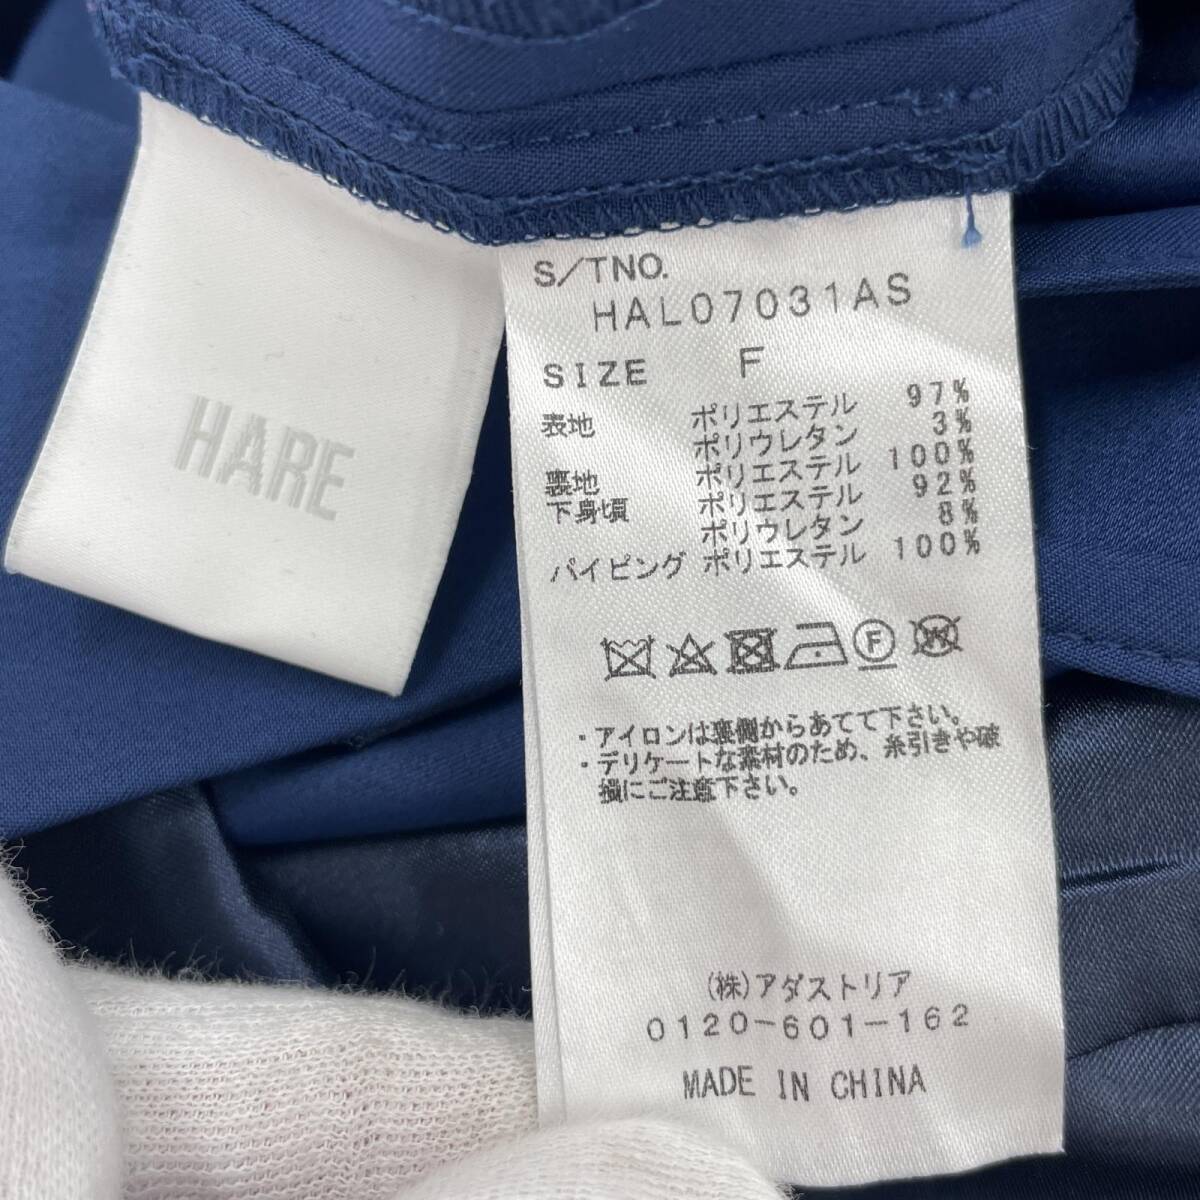 HARE
S/TNO.
HAL07031AS
SIZE F
表地 ポリエステル 97%
ポリウレタン 3%
裏地 ポリエステル 100%
下身頃 ポリエステル 92%
ポリウレタン 8%
パイピング ポリエステル 100%
F W
・アイロンは裏側からあてて下さい。
・デリケートな素材のため、糸引きや破
損にご注意下さい。
(株)アダストリア
0120-601-162
MADE IN CHINA